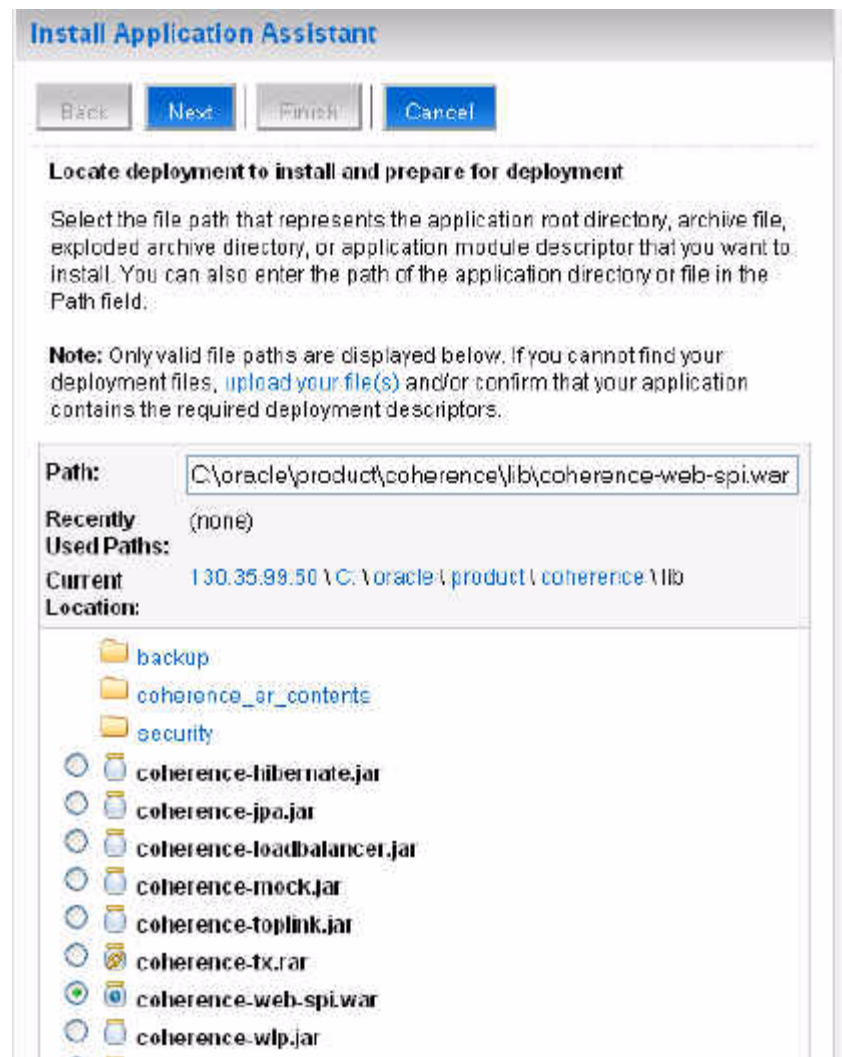 Install Application Assistant
Back Next Finish Cancel
Locate deployment to install and prepare for deployment
Select the file path that represents the application root directory, archive file,
exploded archive directory, or application module descriptor that you want to
install. You can also enter the path of the application directory or file in the
Path field.
Note: Only valid file paths are displayed below. If you cannot find your
deployment files, upload your file(s) and/or confirm that your application
contains the required deployment descriptors.
Path: C:\oracle\product\coherence\lib\coherence-web-spi.war
Recently Used Paths: (none)
Current Location: 130.35.99.50 \ C: \ oracle \ product \ coherence \ lib
backup
coherence_ar_contents
security
coherence-hibernate.jar
coherence-jpa.jar
coherence-loadbalancer.jar
coherence-mock.jar
coherence-toplink.jar
coherence-tx.rar
coherence-web-spi.war
coherence-wlp.jar